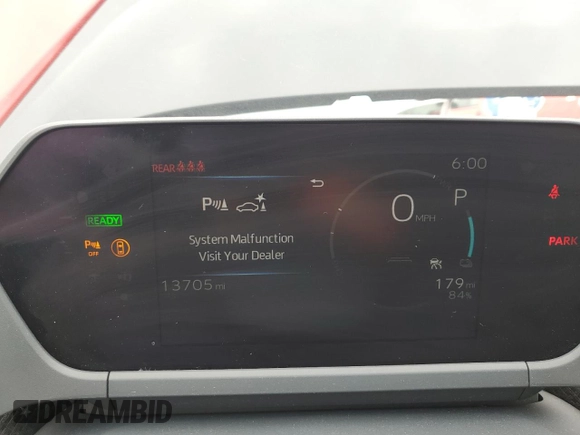 REAR 6:00
P
P
0 MPH
READY
P OFF
System Malfunction
Visit Your Dealer
PARK
13705 mi 179 mi
84%
DREAMBID